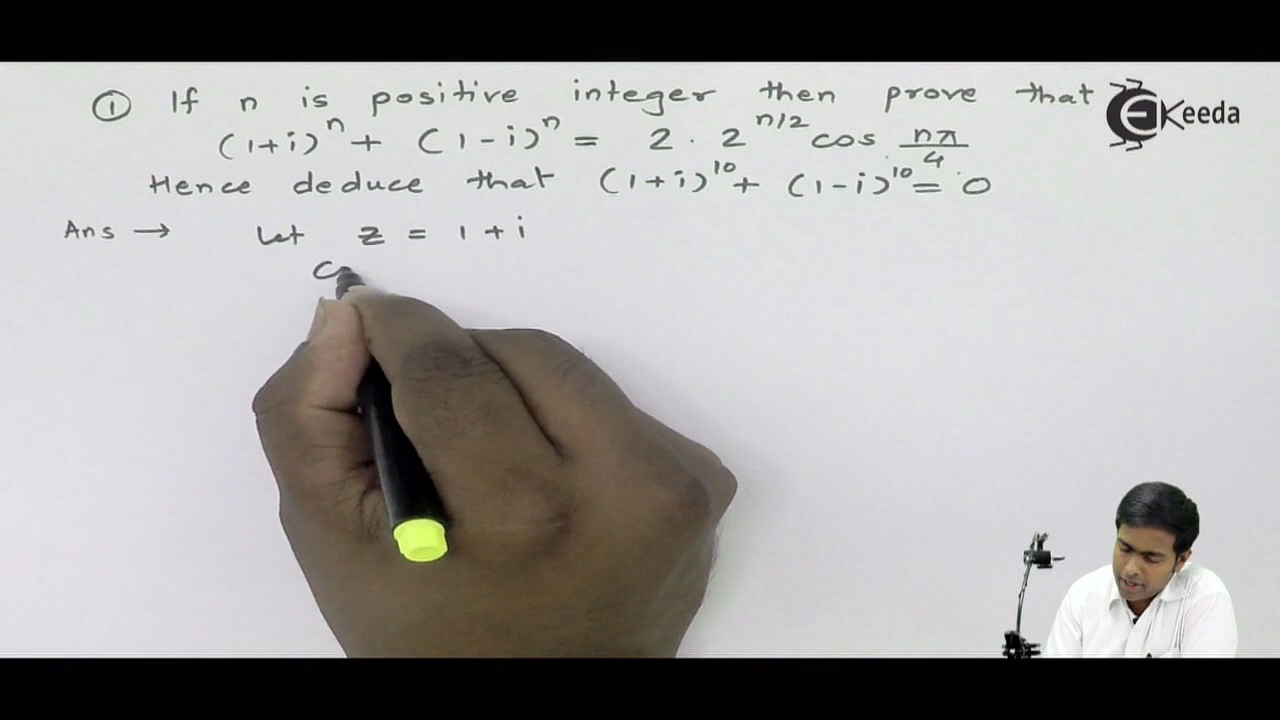 ① If n is positive integer then prove that
(1+i)^n + (1-i)^n = 2 · 2^{n/2} cos nπ/4
Hence deduce that (1+i)^10 + (1-i)^10 = 0
Ans → Let z = 1 + i
Keeda